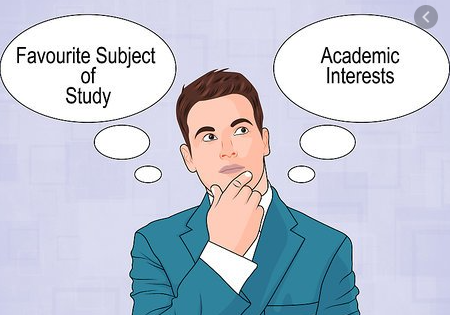 Favourite Subject
of
Study
Academic
Interests